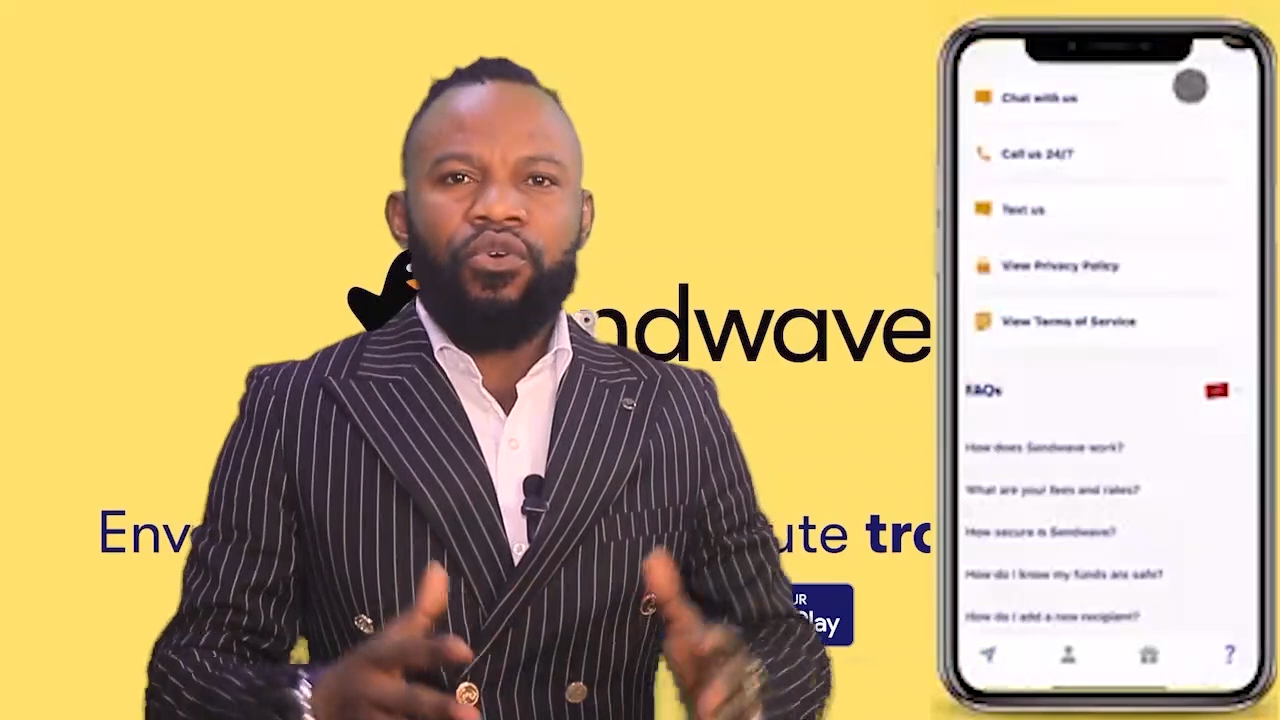 ndwave
Env
ute tro
UR
Play
Chat with us
Call us 24/7
Text us
View Privacy Policy
View Terms of Service
FAQs
How does Sendwave work?
What are your fees and rates?
How secure is Sendwave?
How do I know my funds are safe?
How do I add a new recipient?
?